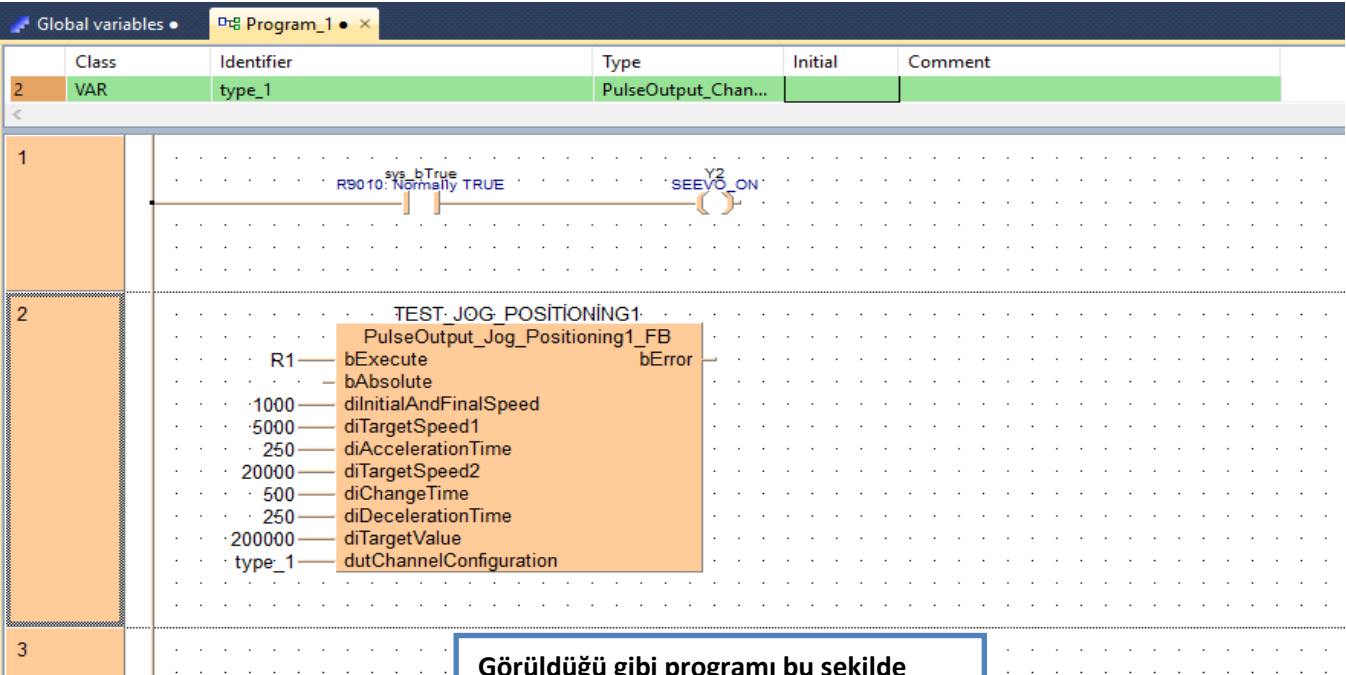 Global variables ● Program_1 ● ×
Class Identifier Type Initial Comment
2 VAR type_1 PulseOutput_Chan...
1
sys_bTrue Y2
R9010: Normally TRUE SEEVO_ON
2
TEST_JOG_POSİTİONİNG1
PulseOutput_Jog_Positioning1_FB
R1 bExecute bError
bAbsolute
1000 diInitialAndFinalSpeed
5000 diTargetSpeed1
250 diAccelerationTime
20000 diTargetSpeed2
500 diChangeTime
250 diDecelerationTime
200000 diTargetValue
type_1 dutChannelConfiguration
3
Görüldüğü gibi programı bu şekilde